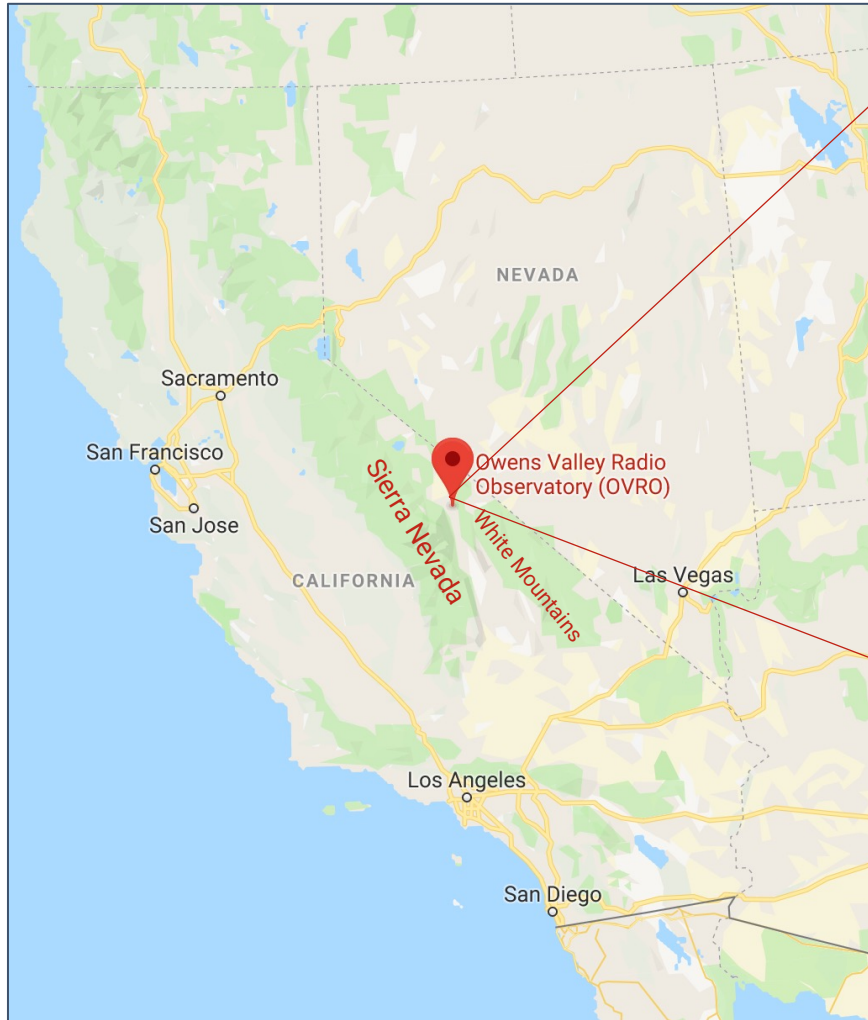 NEVADA
Sacramento
San Francisco
Owens Valley Radio
Observatory (OVRO)
Sierra Nevada
San Jose
White Mountains
CALIFORNIA
Las Vegas
Los Angeles
San Diego